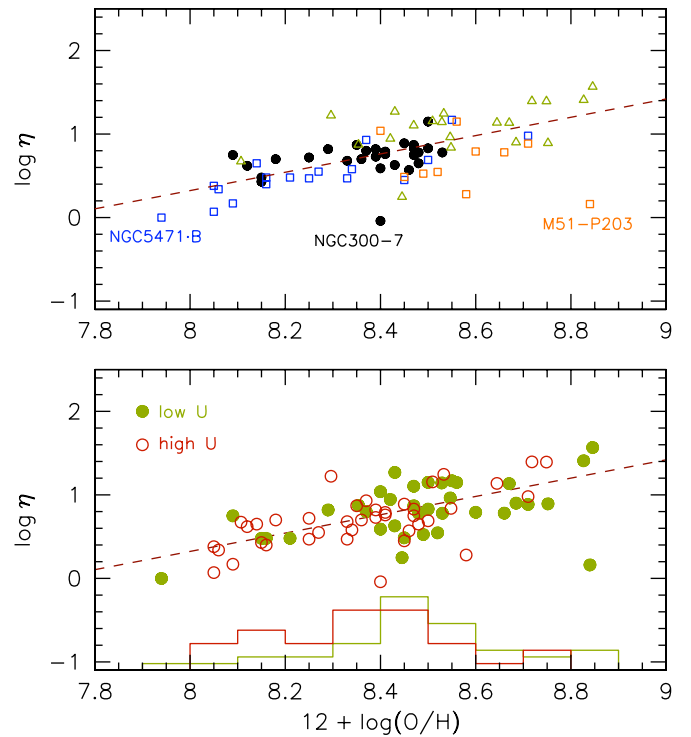 2
1
0
−1
log η
NGC5471·B
NGC300−7
M51−P203
7.8 8 8.2 8.4 8.6 8.8 9
low U
high U
2
1
0
−1
log η
7.8 8 8.2 8.4 8.6 8.8 9
12 + log(O/H)